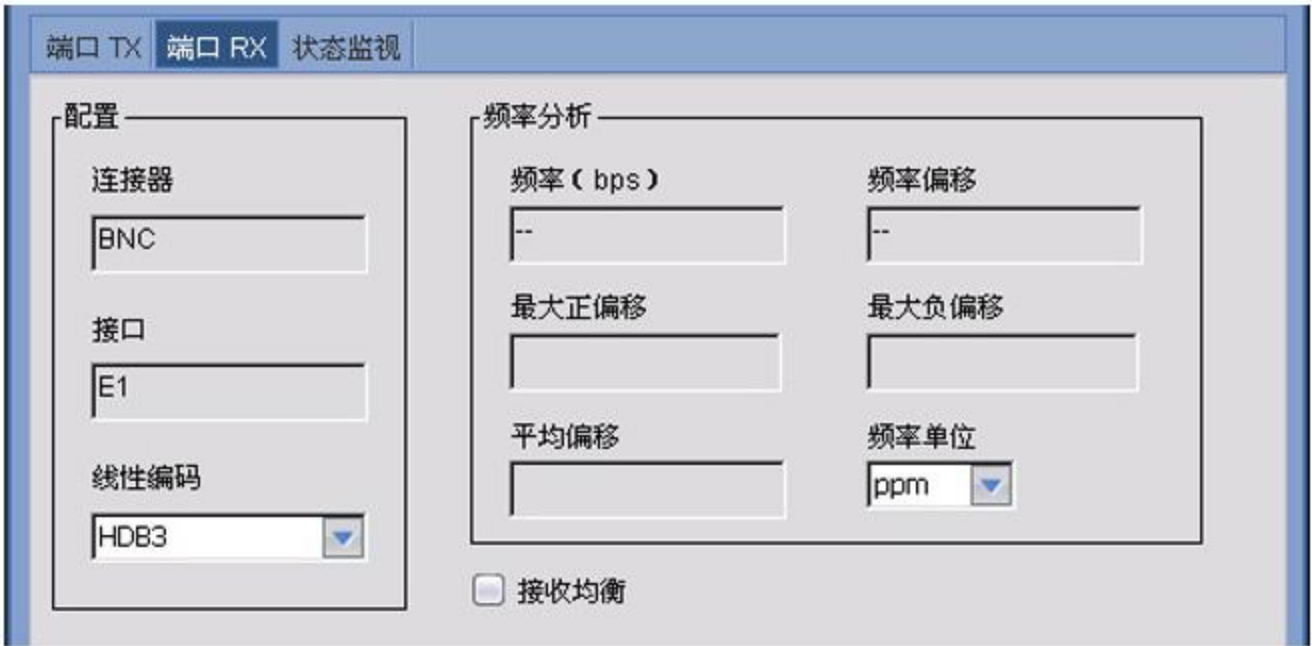 端口 TX 端口 RX 状态监视
配置
连接器
BNC
接口
E1
线性编码
HDB3
频率分析
频率(bps) 频率偏移
-- --
最大正偏移 最大负偏移
平均偏移 频率单位
ppm
接收均衡